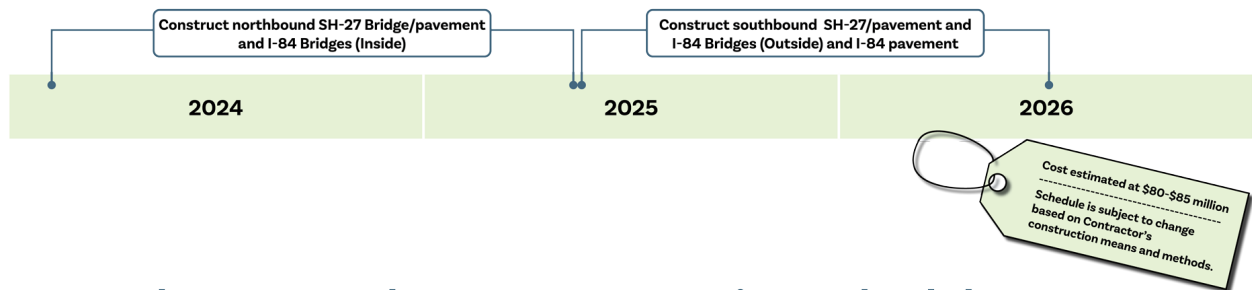 Construct northbound SH-27 Bridge/pavement
and I-84 Bridges (Inside)
Construct southbound  SH-27/pavement and
I-84 Bridges (Outside) and I-84 pavement
2024
2025
2026
Cost estimated at $80-$85 million
Schedule is subject to change
based on Contractor's
construction means and methods.